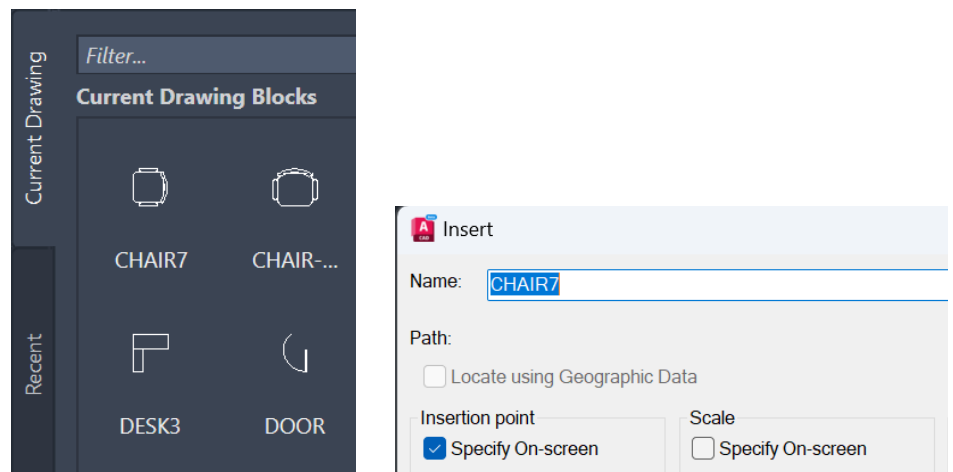 Current Drawing
Recent
Filter...
Current Drawing Blocks
CHAIR7 CHAIR-...
DESK3 DOOR
Insert
Name: CHAIR7
Path:
Locate using Geographic Data
Insertion point Scale
Specify On-screen Specify On-screen